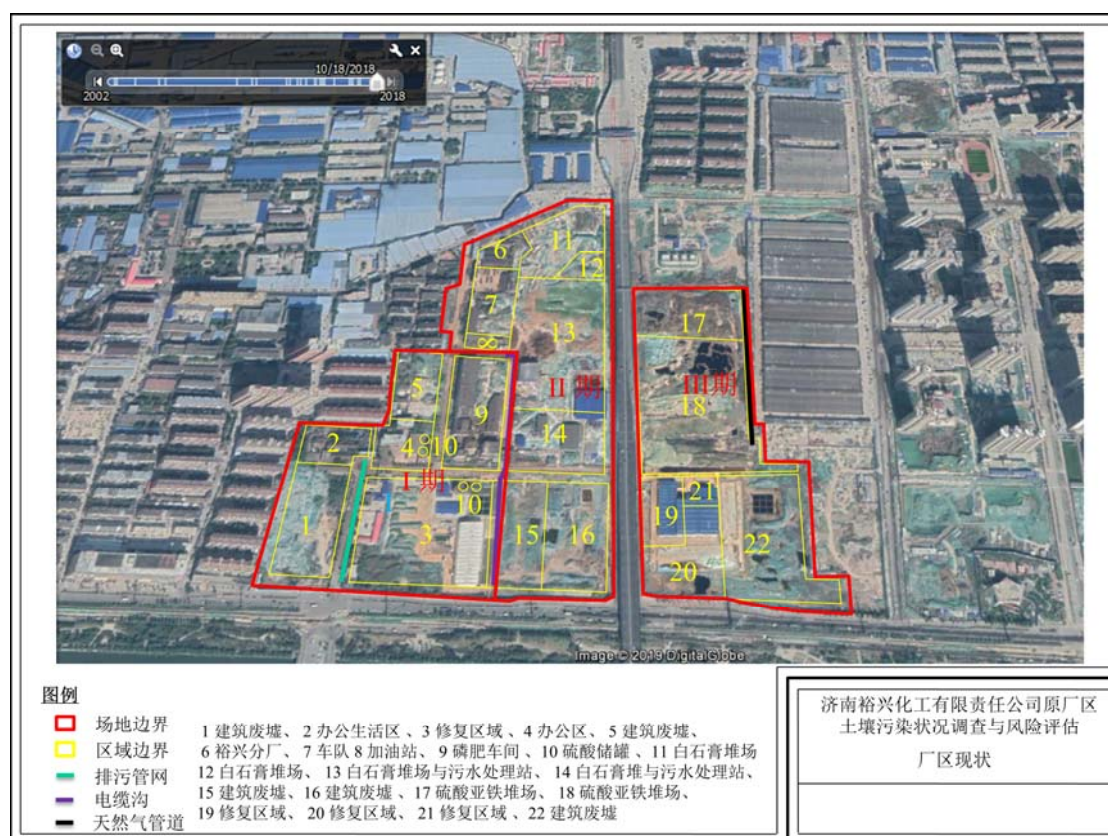 10/18/2018
2002
2018
6
11
12
7
17
13
8
II 期
III期
5
18
9
2
14
4
10
I 期
10
21
1
3
15
16
19
22
20
Image © 2019 DigitalGlobe
图例
场地边界
区域边界
排污管网
电缆沟
天然气管道
1 建筑废墟、2 办公生活区、3 修复区域、4 办公区、5 建筑废墟、
6 裕兴分厂、7 车队 8 加油站、9 磷肥车间、10 硫酸储罐、11 白石膏堆场
12 白石膏堆场、13 白石膏堆场与污水处理站、14 白石膏堆与污水处理站、
15 建筑废墟、16 建筑废墟、17 硫酸亚铁堆场、18 硫酸亚铁堆场、
19 修复区域、20 修复区域、21 修复区域、22 建筑废墟
济南裕兴化工有限责任公司原厂区
土壤污染状况调查与风险评估
厂区现状